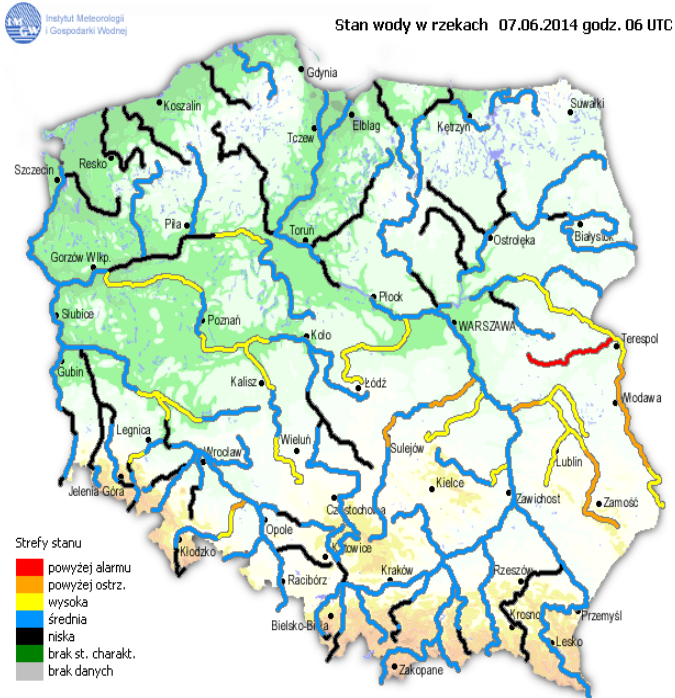 IMGW
Instytut Meteorologii
i Gospodarki Wodnej
Stan wody w rzekach 07.06.2014 godz. 06 UTC
Gdynia
Koszalin
Suwałki
Elbląg
Kętrzyn
Tczew
Resko
Szczecin
Piła
Toruń
Ostrołęka
Białystok
Gorzów Wlkp.
Płock
Słubice
Poznań
Koło
WARSZAWA
Terespol
Gubin
Kalisz
Łódź
Włodawa
Legnica
Wrocław
Wieluń
Sulejów
Lublin
Jelenia Góra
Kielce
Częstochowa
Zawichost
Zamość
Opole
Kłodzko
Katowice
Racibórz
Kraków
Rzeszów
Bielsko-Biała
Krosno
Przemyśl
Lesko
Zakopane
Strefy stanu
powyżej alarmu
powyżej ostrz.
wysoka
średnia
niska
brak st. charakt.
brak danych